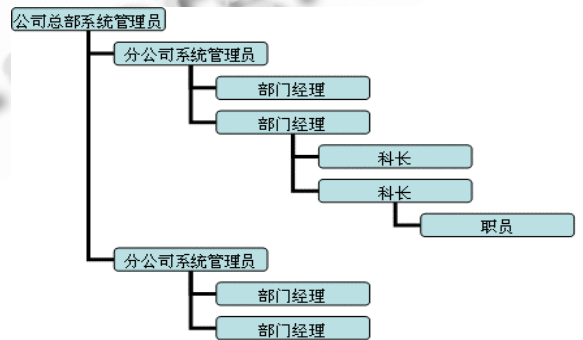 公司总部系统管理员
分公司系统管理员
部门经理
部门经理
科长
科长
职员
分公司系统管理员
部门经理
部门经理